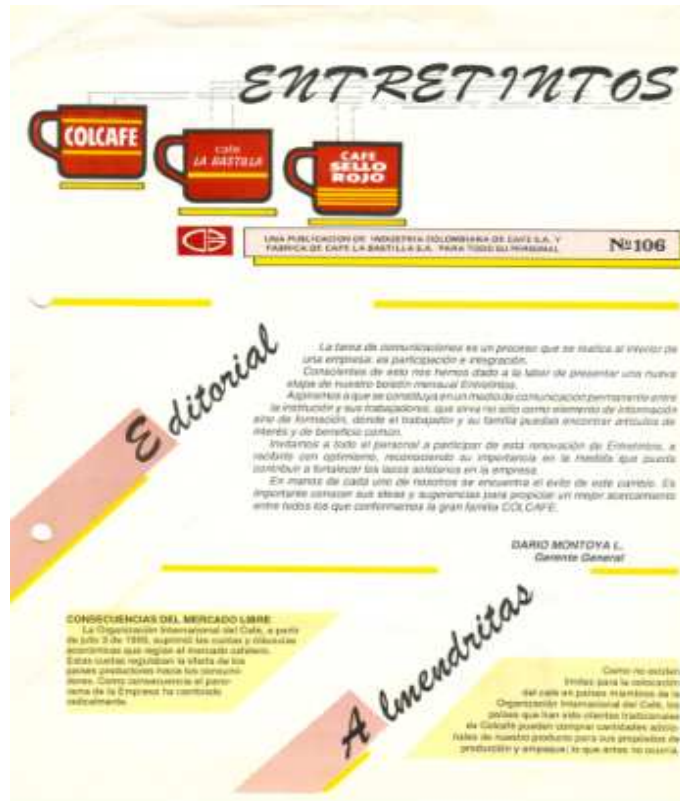 ENTRETINTOS
COLCAFE
cafe
LA BASTILLA
CAFE
SELLO
ROJO
UNA PUBLICACION DE INDUSTRIA COLOMBIANA DE CAFE S.A. Y
FABRICA DE CAFE LA BASTILLA S.A. PARA TODO SU PERSONAL
Nº 106
Editorial
La tarea de comunicaciones es un proceso que se realiza al interior de
una empresa: es participación e integración.
Conscientes de esto nos hemos dado a la labor de presentar una nueva
etapa de nuestro boletín mensual Entretintos.
Aspiramos a que se constituya en un medio de comunicación permanente entre
la institución y sus trabajadores, que sirva no sólo como elemento de información
sino de formación, donde el trabajador y su familia puedan encontrar artículos de
interés y de beneficio común.
Invitamos a todo el personal a participar de esta renovación de Entretintos, a
recibirlo con optimismo, reconociendo su importancia en la medida que pueda
contribuir a fortalecer los lazos solidarios en la empresa.
En manos de cada uno de nosotros se encuentra el éxito de este cambio. Es
importante conocer sus ideas y sugerencias para propiciar un mejor acercamiento
entre todos los que conformamos la gran familia COLCAFE.
DARIO MONTOYA L.
Gerente General
Almendritas
CONSECUENCIAS DEL MERCADO LIBRE
La Organización Internacional del Café, a partir
de julio 3 de 1989, suprimió las cuotas y cláusulas
económicas que regían el mercado cafetero.
Estas cuotas regulaban la oferta de los
países productores hacia los consumi-
dores. Como consecuencia el pano-
rama de la Empresa ha cambiado
radicalmente.
Como no existen
límites para la colocación
del café en países miembros de la
Organización Internacional del Café, los
países que han sido clientes tradicionales
de Colcafé pueden comprar cantidades adicio-
nales de nuestro producto para sus propósitos de
producción y empaque; lo que antes no ocurría.